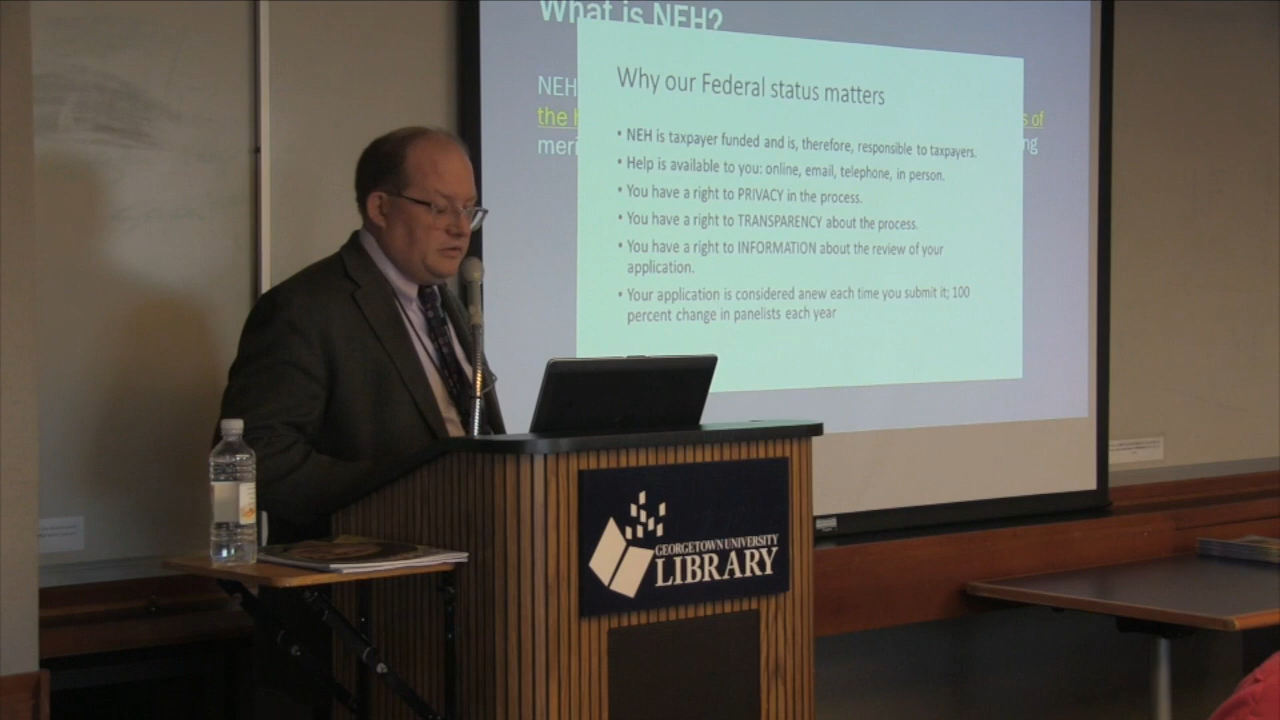 What is NEH?
NEH
the
s of
meri
ng
Why our Federal status matters
• NEH is taxpayer funded and is, therefore, responsible to taxpayers.
• Help is available to you: online, email, telephone, in person.
• You have a right to PRIVACY in the process.
• You have a right to TRANSPARENCY about the process.
• You have a right to INFORMATION about the review of your
application.
• Your application is considered anew each time you submit it; 100
percent change in panelists each year
GEORGETOWN UNIVERSITY
LIBRARY